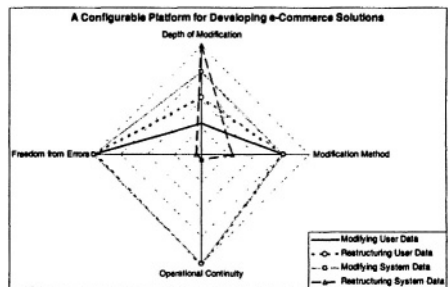 A Configurable Platform for Developing e-Commerce Solutions
Depth of Modification
Freedom from Errors
Modification Method
Operational Continuity
Modifying User Data
Restructuring User Data
Modifying System Data
Restructuring System Data